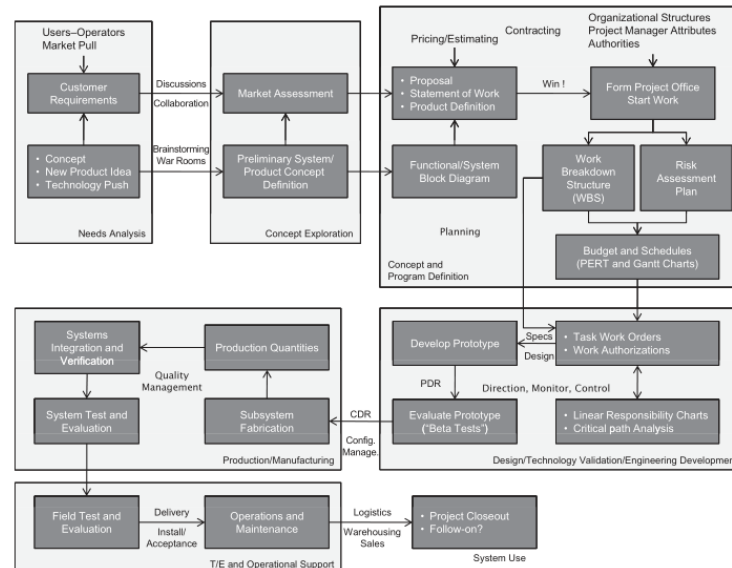 Users–Operators
Market Pull
Customer
Requirements
• Concept
• New Product Idea
• Technology Push
Needs Analysis
Discussions
Collaboration
Brainstorming
War Rooms
Market Assessment
Preliminary System/
Product Concept
Definition
Concept Exploration
Pricing/Estimating
Contracting
Organizational Structures
Project Manager Attributes
Authorities
• Proposal
• Statement of Work
• Product Definition
Win !
Form Project Office
Start Work
Functional/System
Block Diagram
Work
Breakdown
Structure
(WBS)
Risk
Assessment
Plan
Planning
Budget and Schedules
(PERT and Gantt Charts)
Concept and
Program Definition
Systems
Integration and
Verification
Production Quantities
Quality
Management
System Test and
Evaluation
Subsystem
Fabrication
Production/Manufacturing
CDR
Config.
Manage.
Develop Prototype
Specs
Design
• Task Work Orders
• Work Authorizations
PDR
Direction, Monitor, Control
Evaluate Prototype
("Beta Tests")
• Linear Responsibility Charts
• Critical path Analysis
Design/Technology Validation/Engineering Development
Field Test and
Evaluation
Delivery
Install/
Acceptance
Operations and
Maintenance
T/E and Operational Support
Logistics
Warehousing
Sales
• Project Closeout
• Follow-on?
System Use